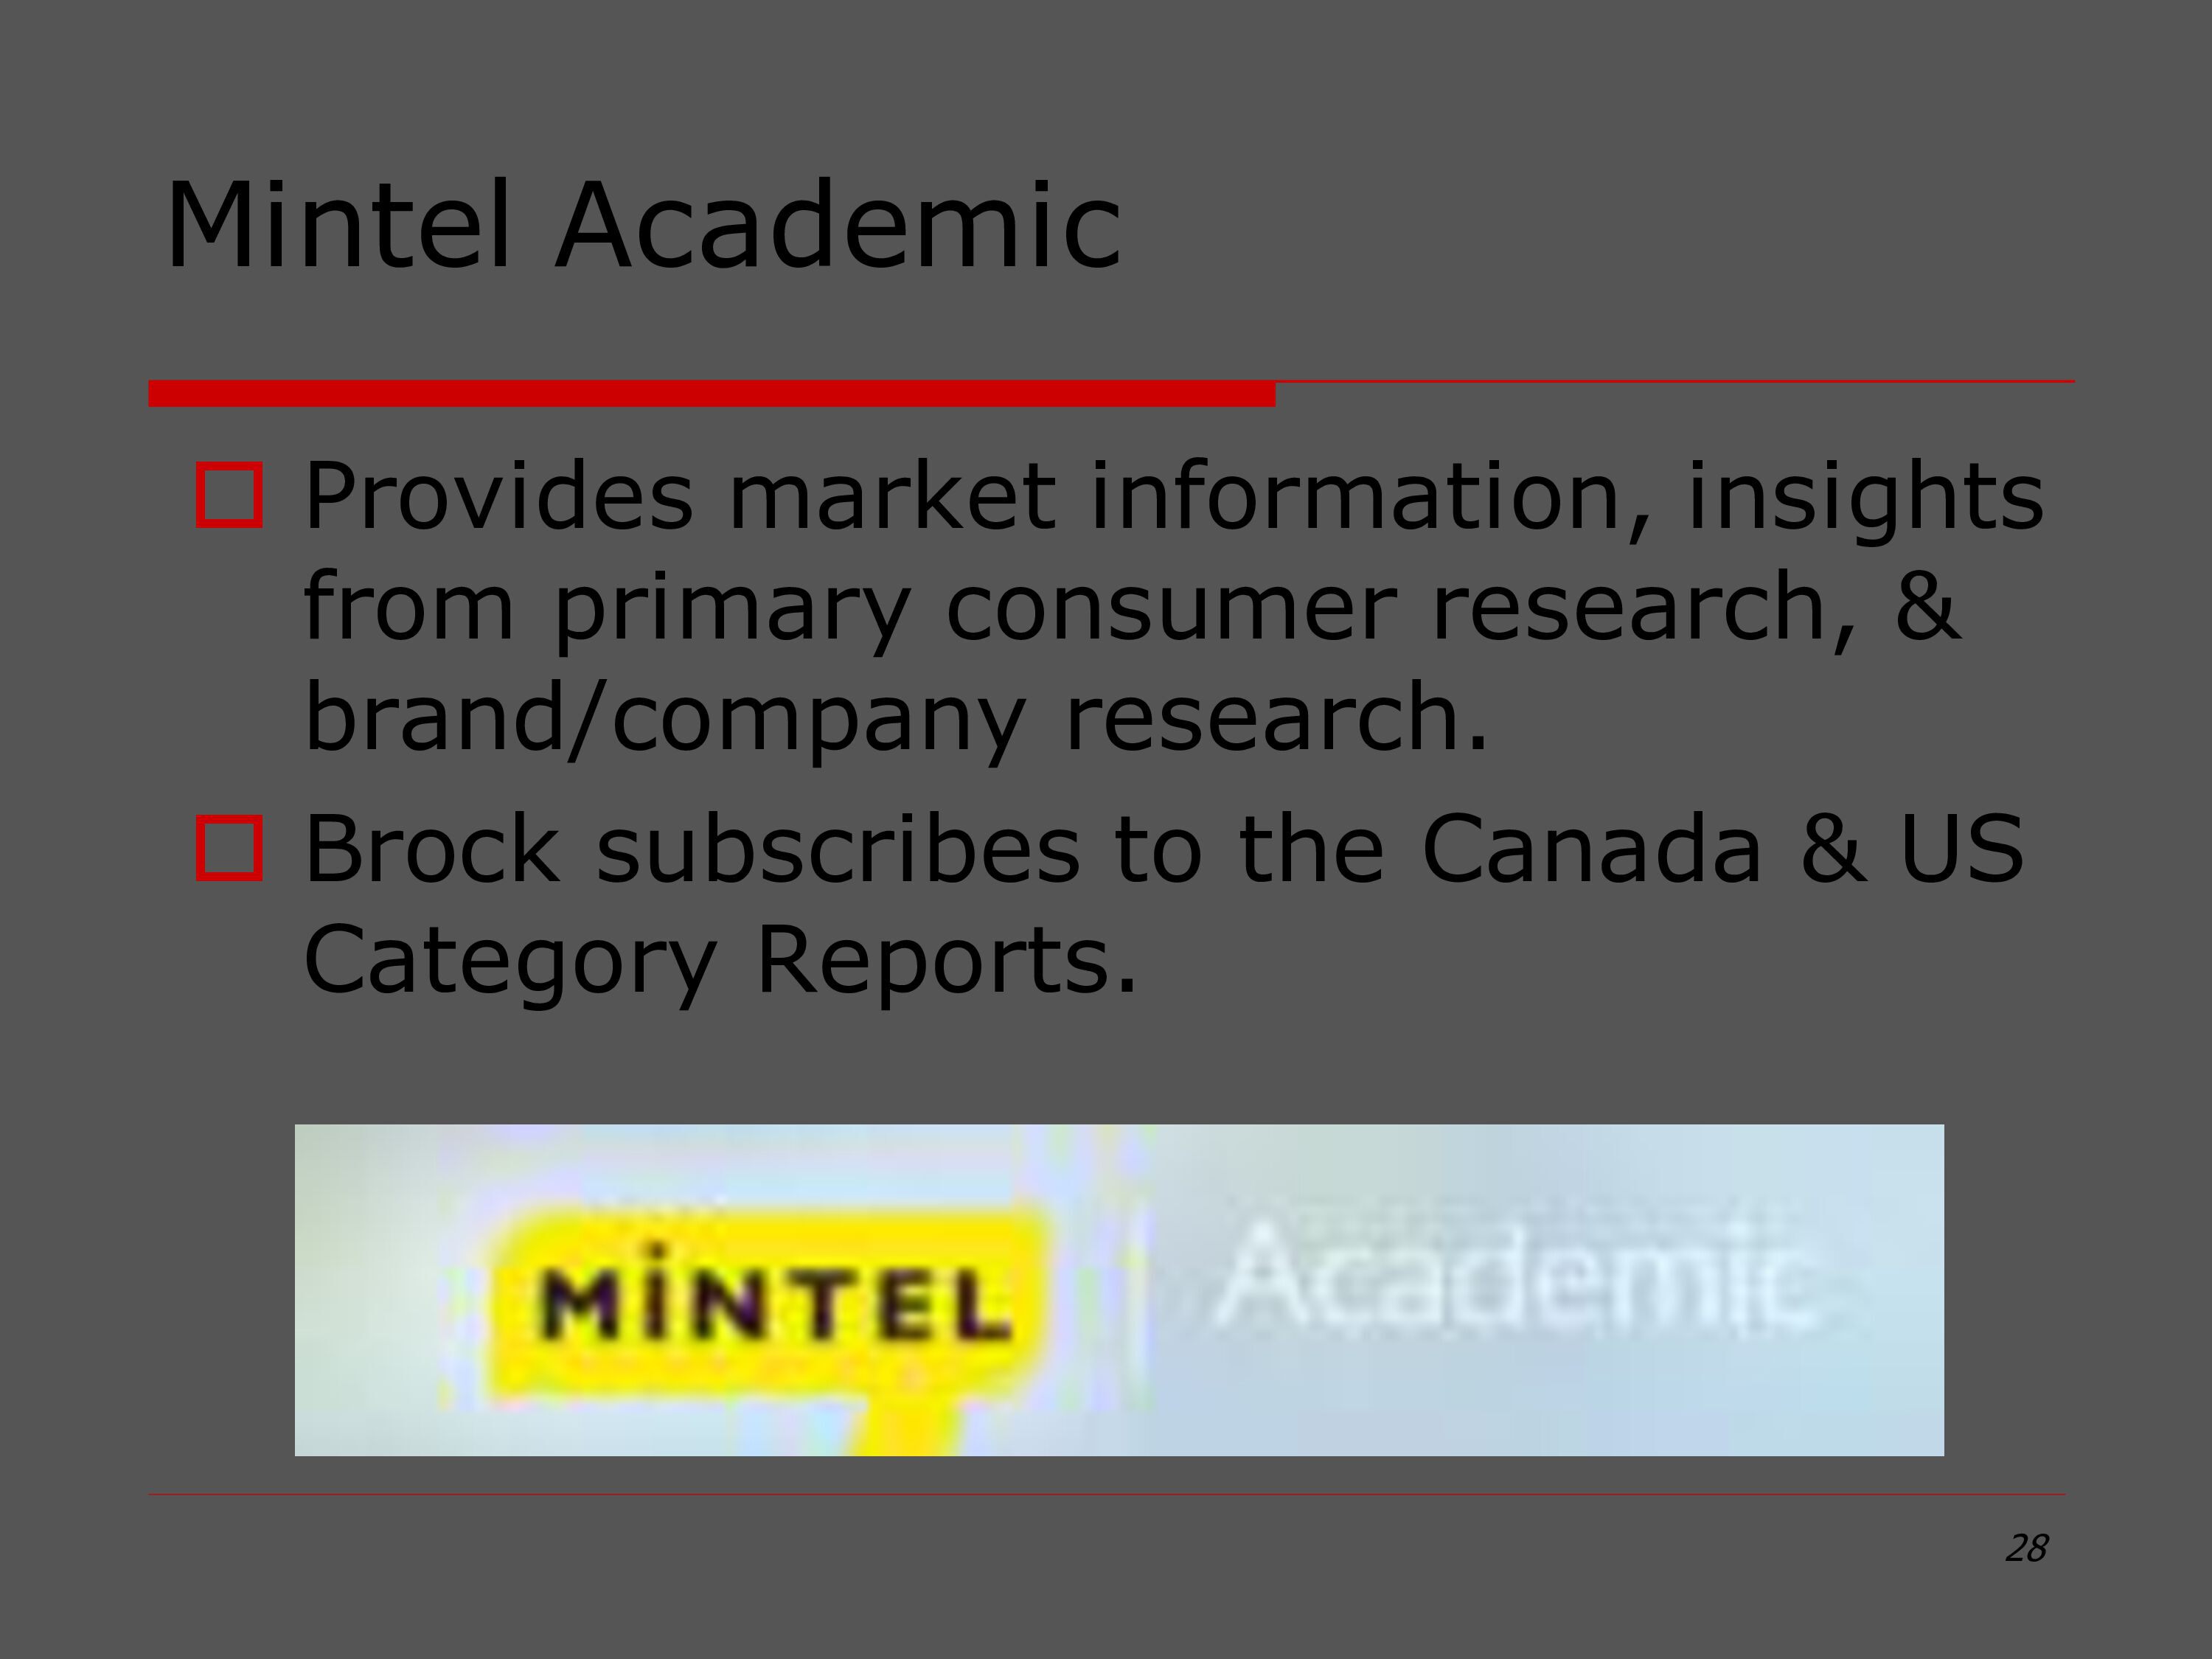 Mintel Academic
Provides market information, insights
from primary consumer research, &
brand/company research.
Brock subscribes to the Canada & US
Category Reports.
MiNTEL Academic
28